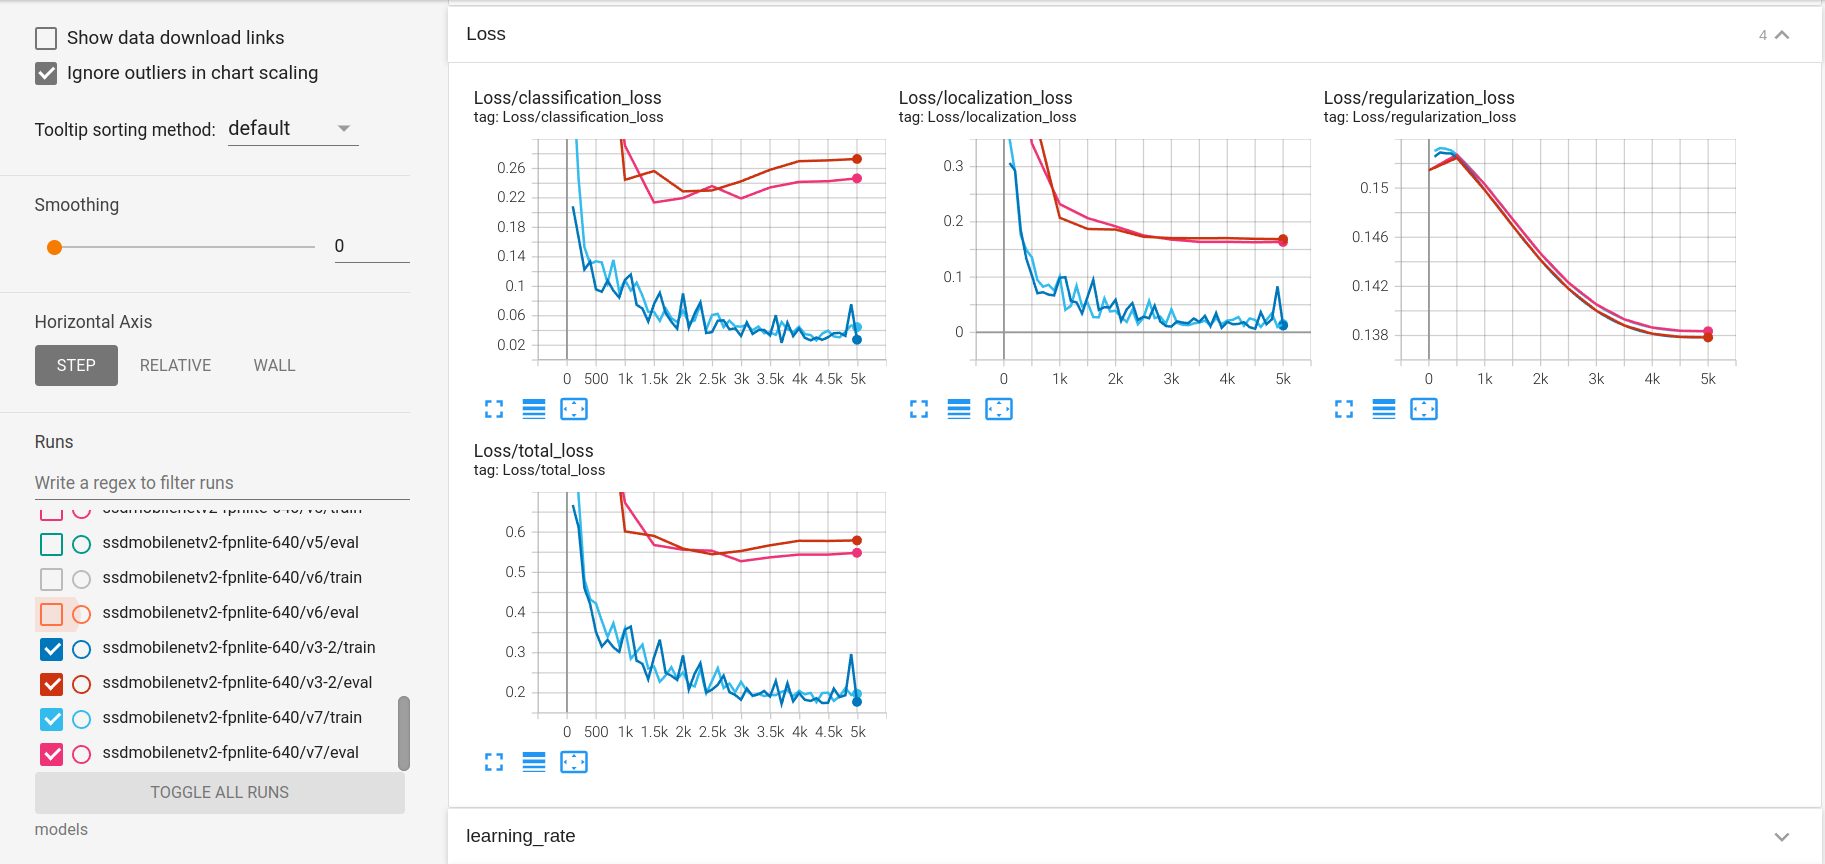 Show data download links
Ignore outliers in chart scaling
Tooltip sorting method: default
Smoothing
0
Horizontal Axis
STEP RELATIVE WALL
Runs
Write a regex to filter runs
ssdmobilenetv2-fpnlite-640/v5/eval
ssdmobilenetv2-fpnlite-640/v6/train
ssdmobilenetv2-fpnlite-640/v6/eval
ssdmobilenetv2-fpnlite-640/v3-2/train
ssdmobilenetv2-fpnlite-640/v3-2/eval
ssdmobilenetv2-fpnlite-640/v7/train
ssdmobilenetv2-fpnlite-640/v7/eval
TOGGLE ALL RUNS
models
Loss 4
Loss/classification_loss
tag: Loss/classification_loss
0.26
0.22
0.18
0.14
0.1
0.06
0.02
0 500 1k 1.5k 2k 2.5k 3k 3.5k 4k 4.5k 5k
Loss/localization_loss
tag: Loss/localization_loss
0.3
0.2
0.1
0
0 1k 2k 3k 4k 5k
Loss/regularization_loss
tag: Loss/regularization_loss
0.15
0.146
0.142
0.138
0 1k 2k 3k 4k 5k
Loss/total_loss
tag: Loss/total_loss
0.6
0.5
0.4
0.3
0.2
0 500 1k 1.5k 2k 2.5k 3k 3.5k 4k 4.5k 5k
learning_rate